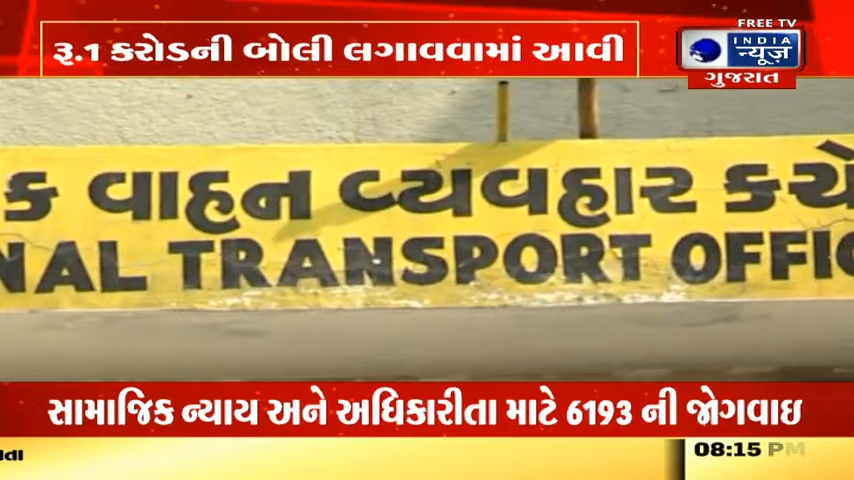 FREE TV
રૂ.1 કરોડની બોલી લગાવવામાં આવી
INDIA
न्यूज़
ગુજરાત
ક વાહન વ્યવહાર કચે
NAL TRANSPORT OFFIC
સામાજિક ન્યાય અને અધિકારીતા માટે 6193 ની જોગવાઇ
08:15 PM